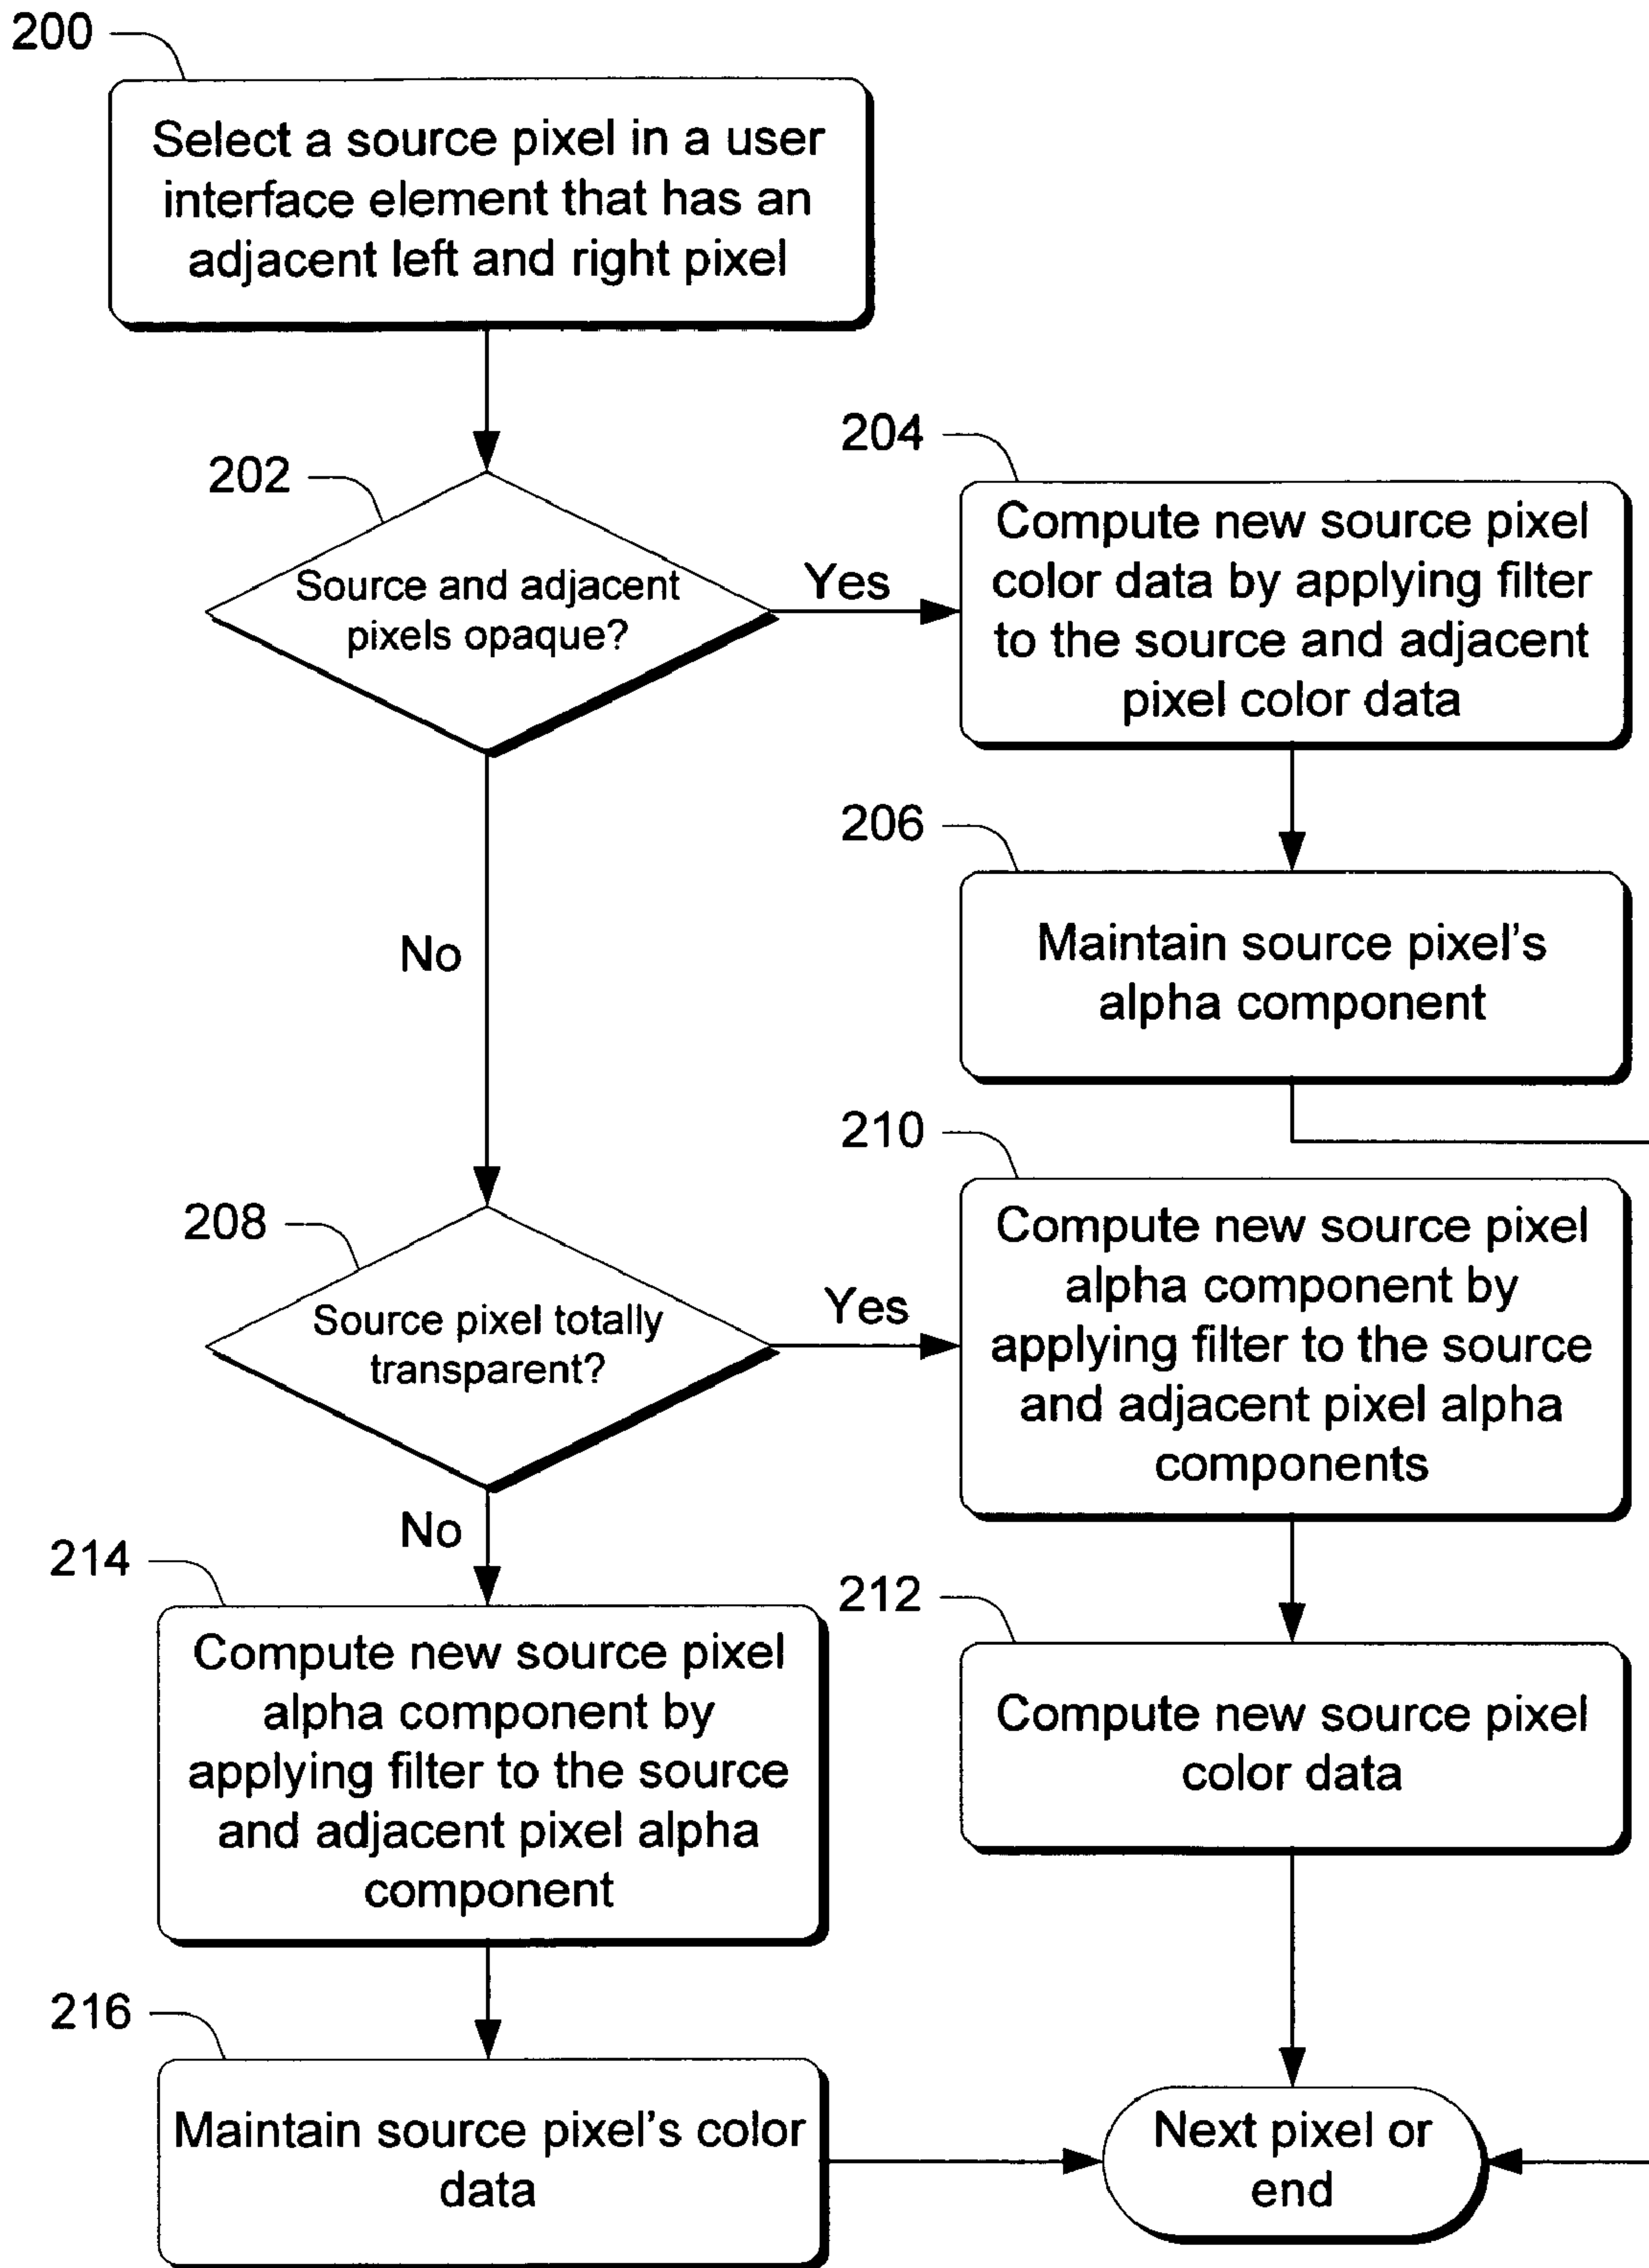 200
Select a source pixel in a user
interface element that has an
adjacent left and right pixel
202
Source and adjacent
pixels opaque?
Yes
204
Compute new source pixel
color data by applying filter
to the source and adjacent
pixel color data
206
Maintain source pixel's
alpha component
No
208
Source pixel totally
transparent?
Yes
210
Compute new source pixel
alpha component by
applying filter to the source
and adjacent pixel alpha
components
212
Compute new source pixel
color data
No
214
Compute new source pixel
alpha component by
applying filter to the source
and adjacent pixel alpha
component
216
Maintain source pixel's color
data
Next pixel or
end